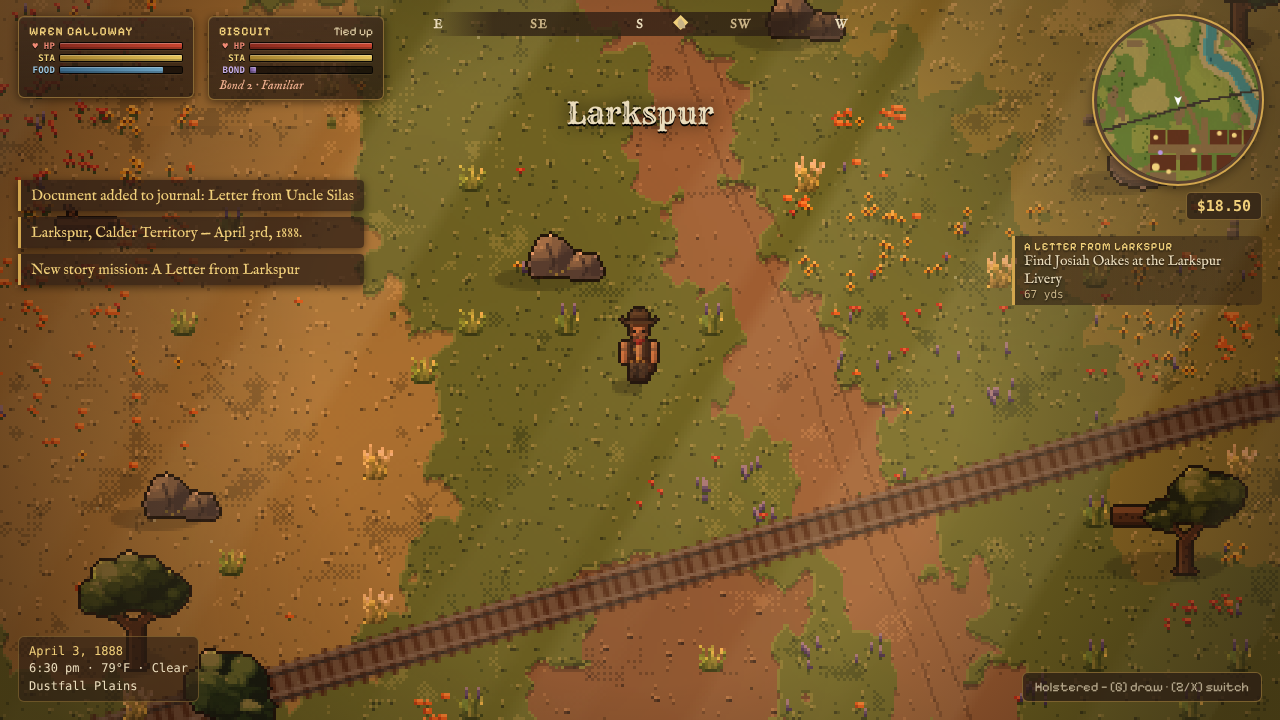 WREN CALLOWAY
♥ HP
STA
FOOD
BISCUIT Tied up
♥ HP
STA
BOND
Bond 2 · Familiar
E SE S SW W
Larkspur
Document added to journal: Letter from Uncle Silas
Larkspur, Calder Territory — April 3rd, 1888.
New story mission: A Letter from Larkspur
$18.50
A LETTER FROM LARKSPUR
Find Josiah Oakes at the Larkspur
Livery
67 yds
April 3, 1888
6:30 pm · 79°F · Clear
Dustfall Plains
Holstered - (G) draw · (Z/X) switch